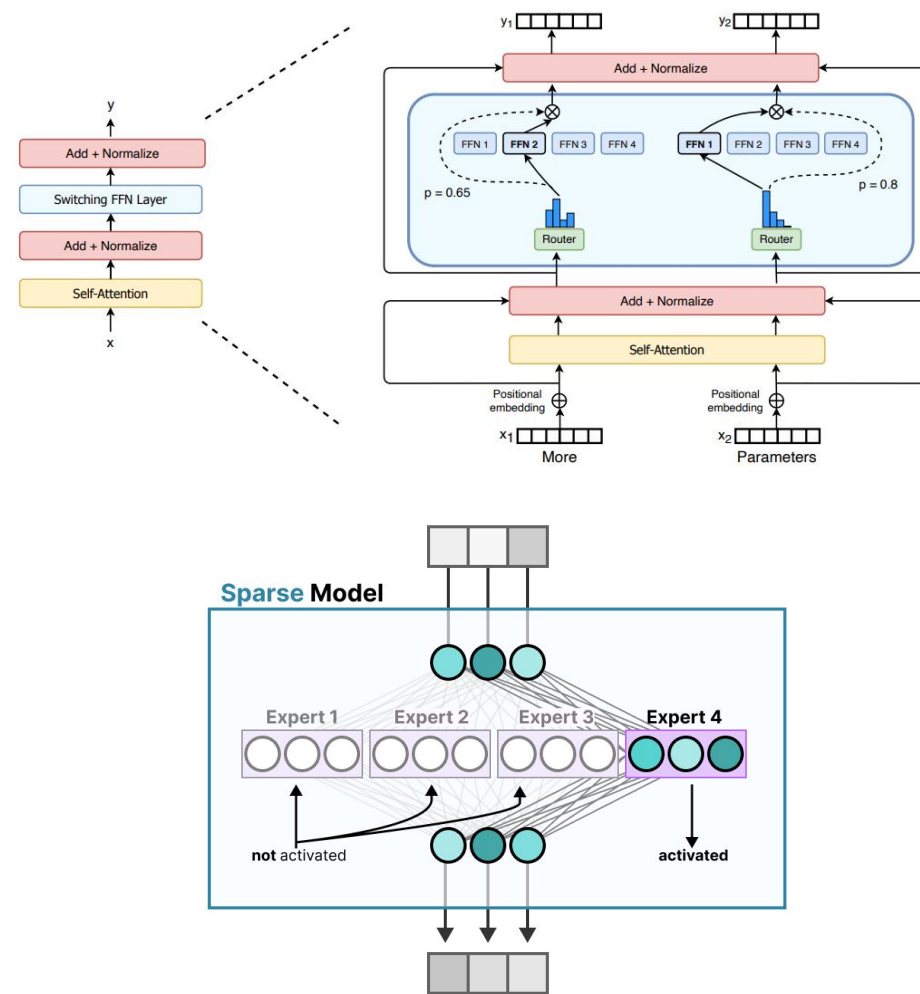 y
Add + Normalize
Switching FFN Layer
Add + Normalize
Self-Attention
x
y1 y2
Add + Normalize
FFN 1 FFN 2 FFN 3 FFN 4 FFN 1 FFN 2 FFN 3 FFN 4
p = 0.65 p = 0.8
Router Router
Add + Normalize
Self-Attention
Positional
embedding
Positional
embedding
x1 x2
More Parameters
Sparse Model
Expert 1 Expert 2 Expert 3 Expert 4
not activated activated